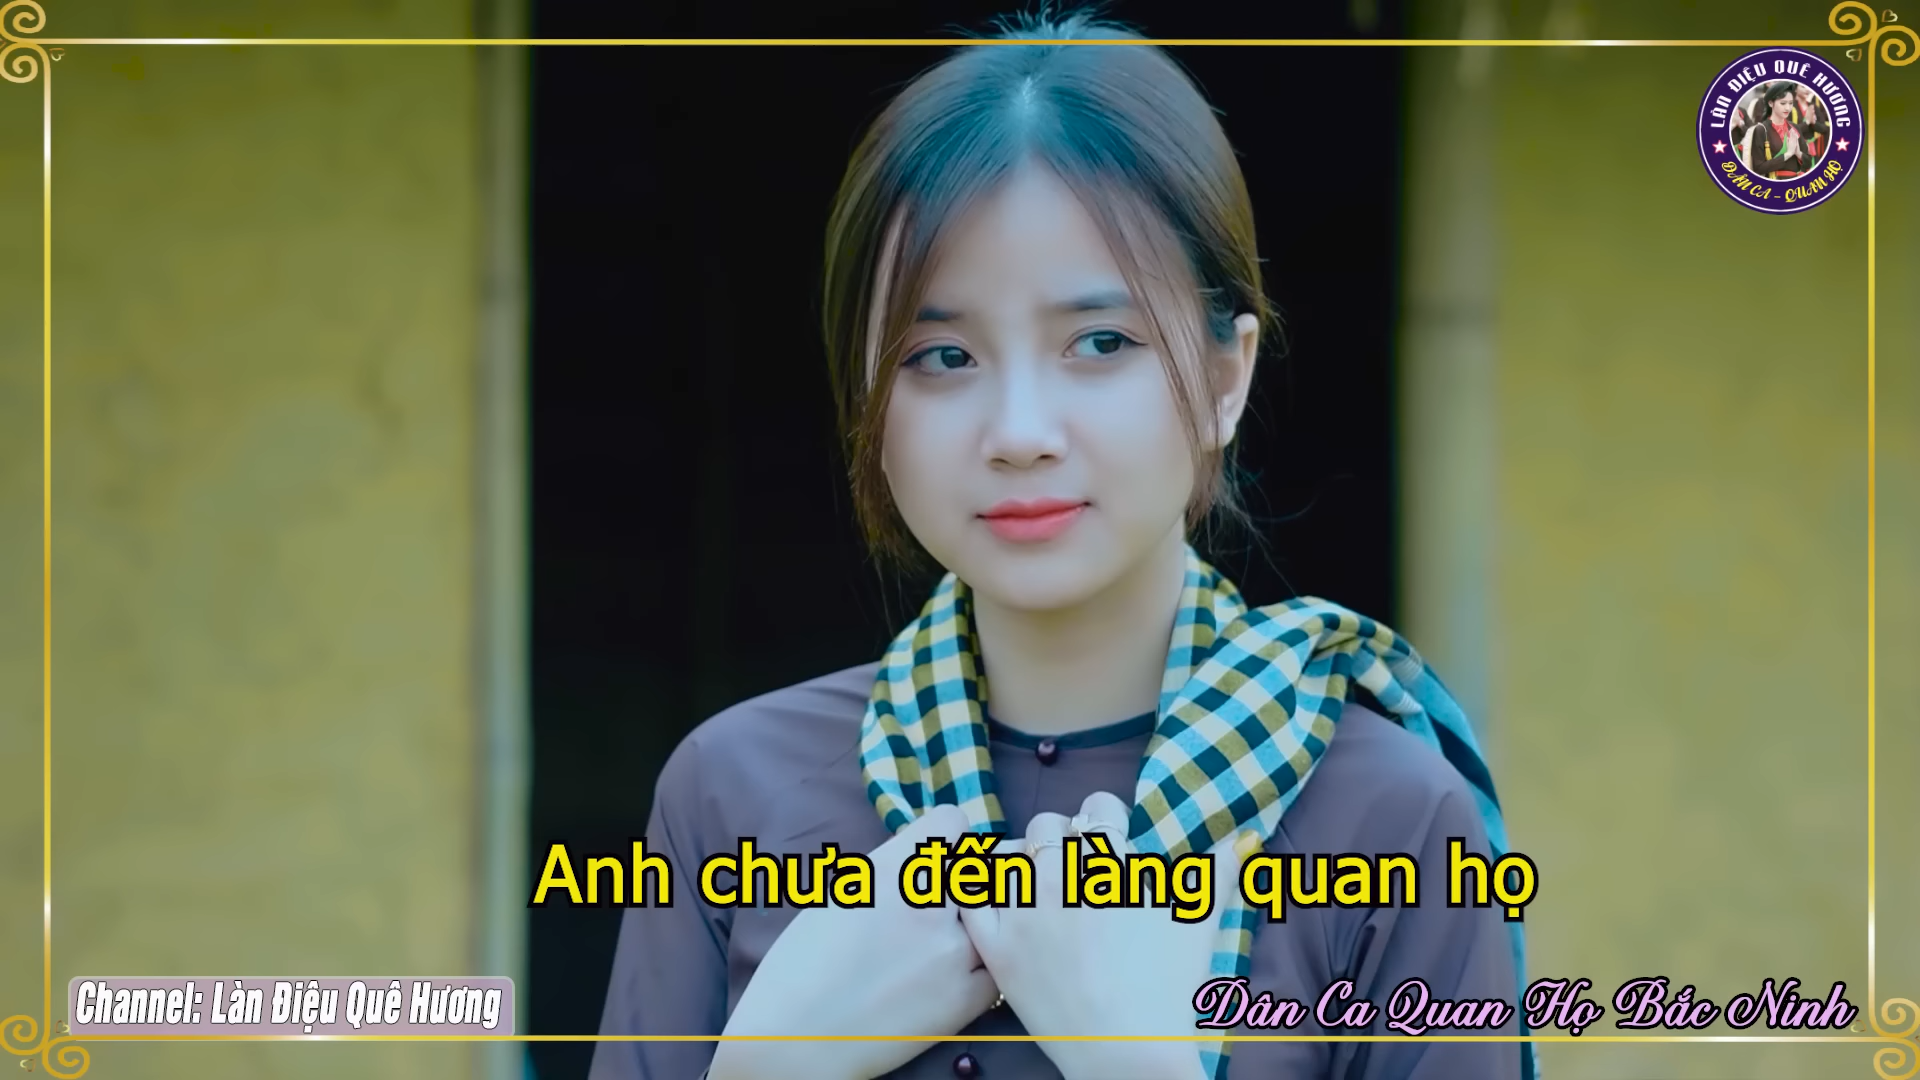 LÀN ĐIỆU QUÊ HƯƠNG
DÂN CA - QUAN HỌ
Anh chưa đến làng quan họ
Channel: Làn Điệu Quê Hương
Dân Ca Quan Họ Bắc Ninh